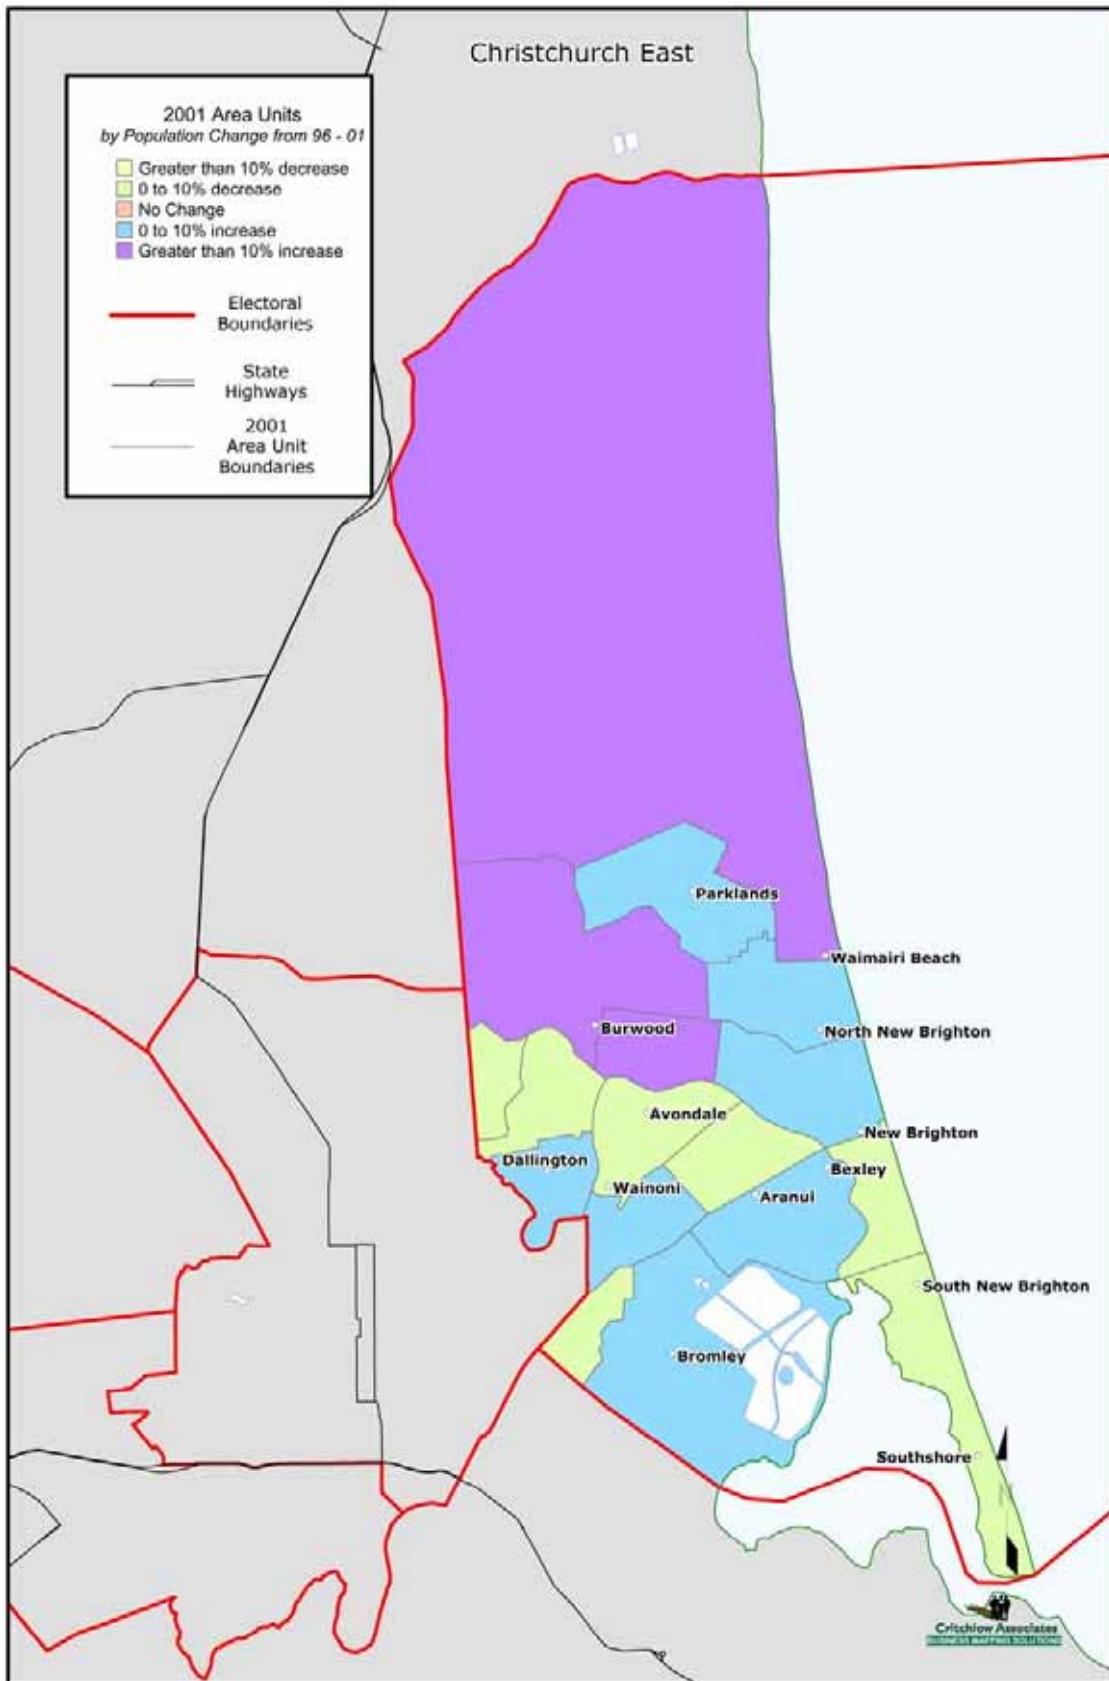 Christchurch East
2001 Area Units
by Population Change from 96 - 01
Greater than 10% decrease
0 to 10% decrease
No Change
0 to 10% increase
Greater than 10% increase
Electoral
Boundaries
State
Highways
2001
Area Unit
Boundaries
Parklands
Waimairi Beach
Burwood
North New Brighton
Avondale
New Brighton
Dallington
Bexley
Wainoni
Aranui
South New Brighton
Bromley
Southshore
Critchlow Associates
BUSINESS MAPPING SOLUTIONS